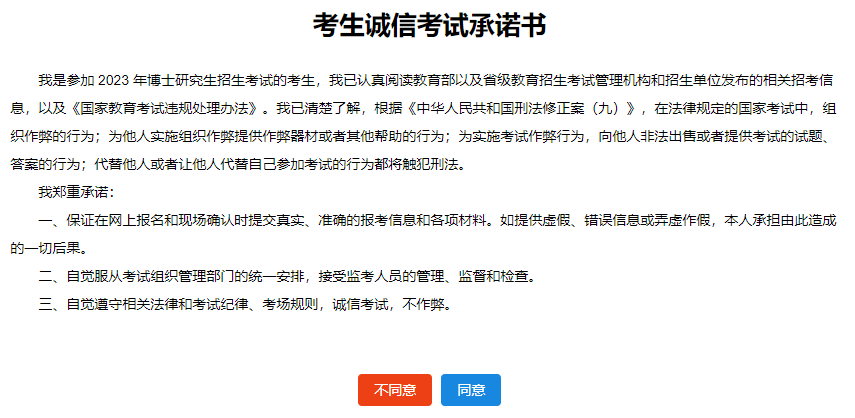 考生诚信考试承诺书
我是参加 2023 年博士研究生招生考试的考生，我已认真阅读教育部以及省级教育招生考试管理机构和招生单位发布的相关招考信
息，以及《国家教育考试违规处理办法》。我已清楚了解，根据《中华人民共和国刑法修正案（九）》，在法律规定的国家考试中，组
织作弊的行为；为他人实施组织作弊提供作弊器材或者其他帮助的行为；为实施考试作弊行为，向他人非法出售或者提供考试的试题、
答案的行为；代替他人或者让他人代替自己参加考试的行为都将触犯刑法。
我郑重承诺：
一、保证在网上报名和现场确认时提交真实、准确的报考信息和各项材料。如提供虚假、错误信息或弄虚作假，本人承担由此造成
的一切后果。
二、自觉服从考试组织管理部门的统一安排，接受监考人员的管理、监督和检查。
三、自觉遵守相关法律和考试纪律、考场规则，诚信考试，不作弊。
不同意 同意